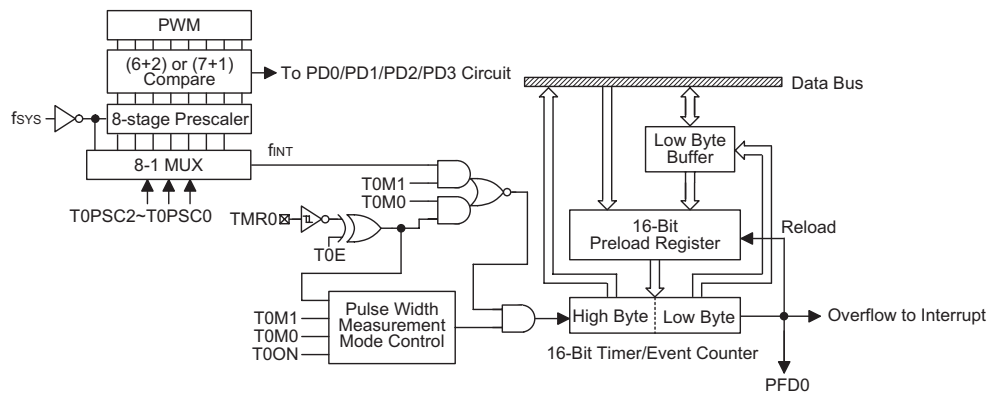 PWM
(6+2) or (7+1)
Compare
To PD0/PD1/PD2/PD3 Circuit
fSYS
8-stage Prescaler
8-1 MUX
fINT
T0PSC2~T0PSC0
T0M1
T0M0
TMR0
T0E
T0M1
T0M0
T0ON
Pulse Width
Measurement
Mode Control
Data Bus
Low Byte
Buffer
16-Bit
Preload Register
Reload
High Byte
Low Byte
Overflow to Interrupt
16-Bit Timer/Event Counter
PFD0